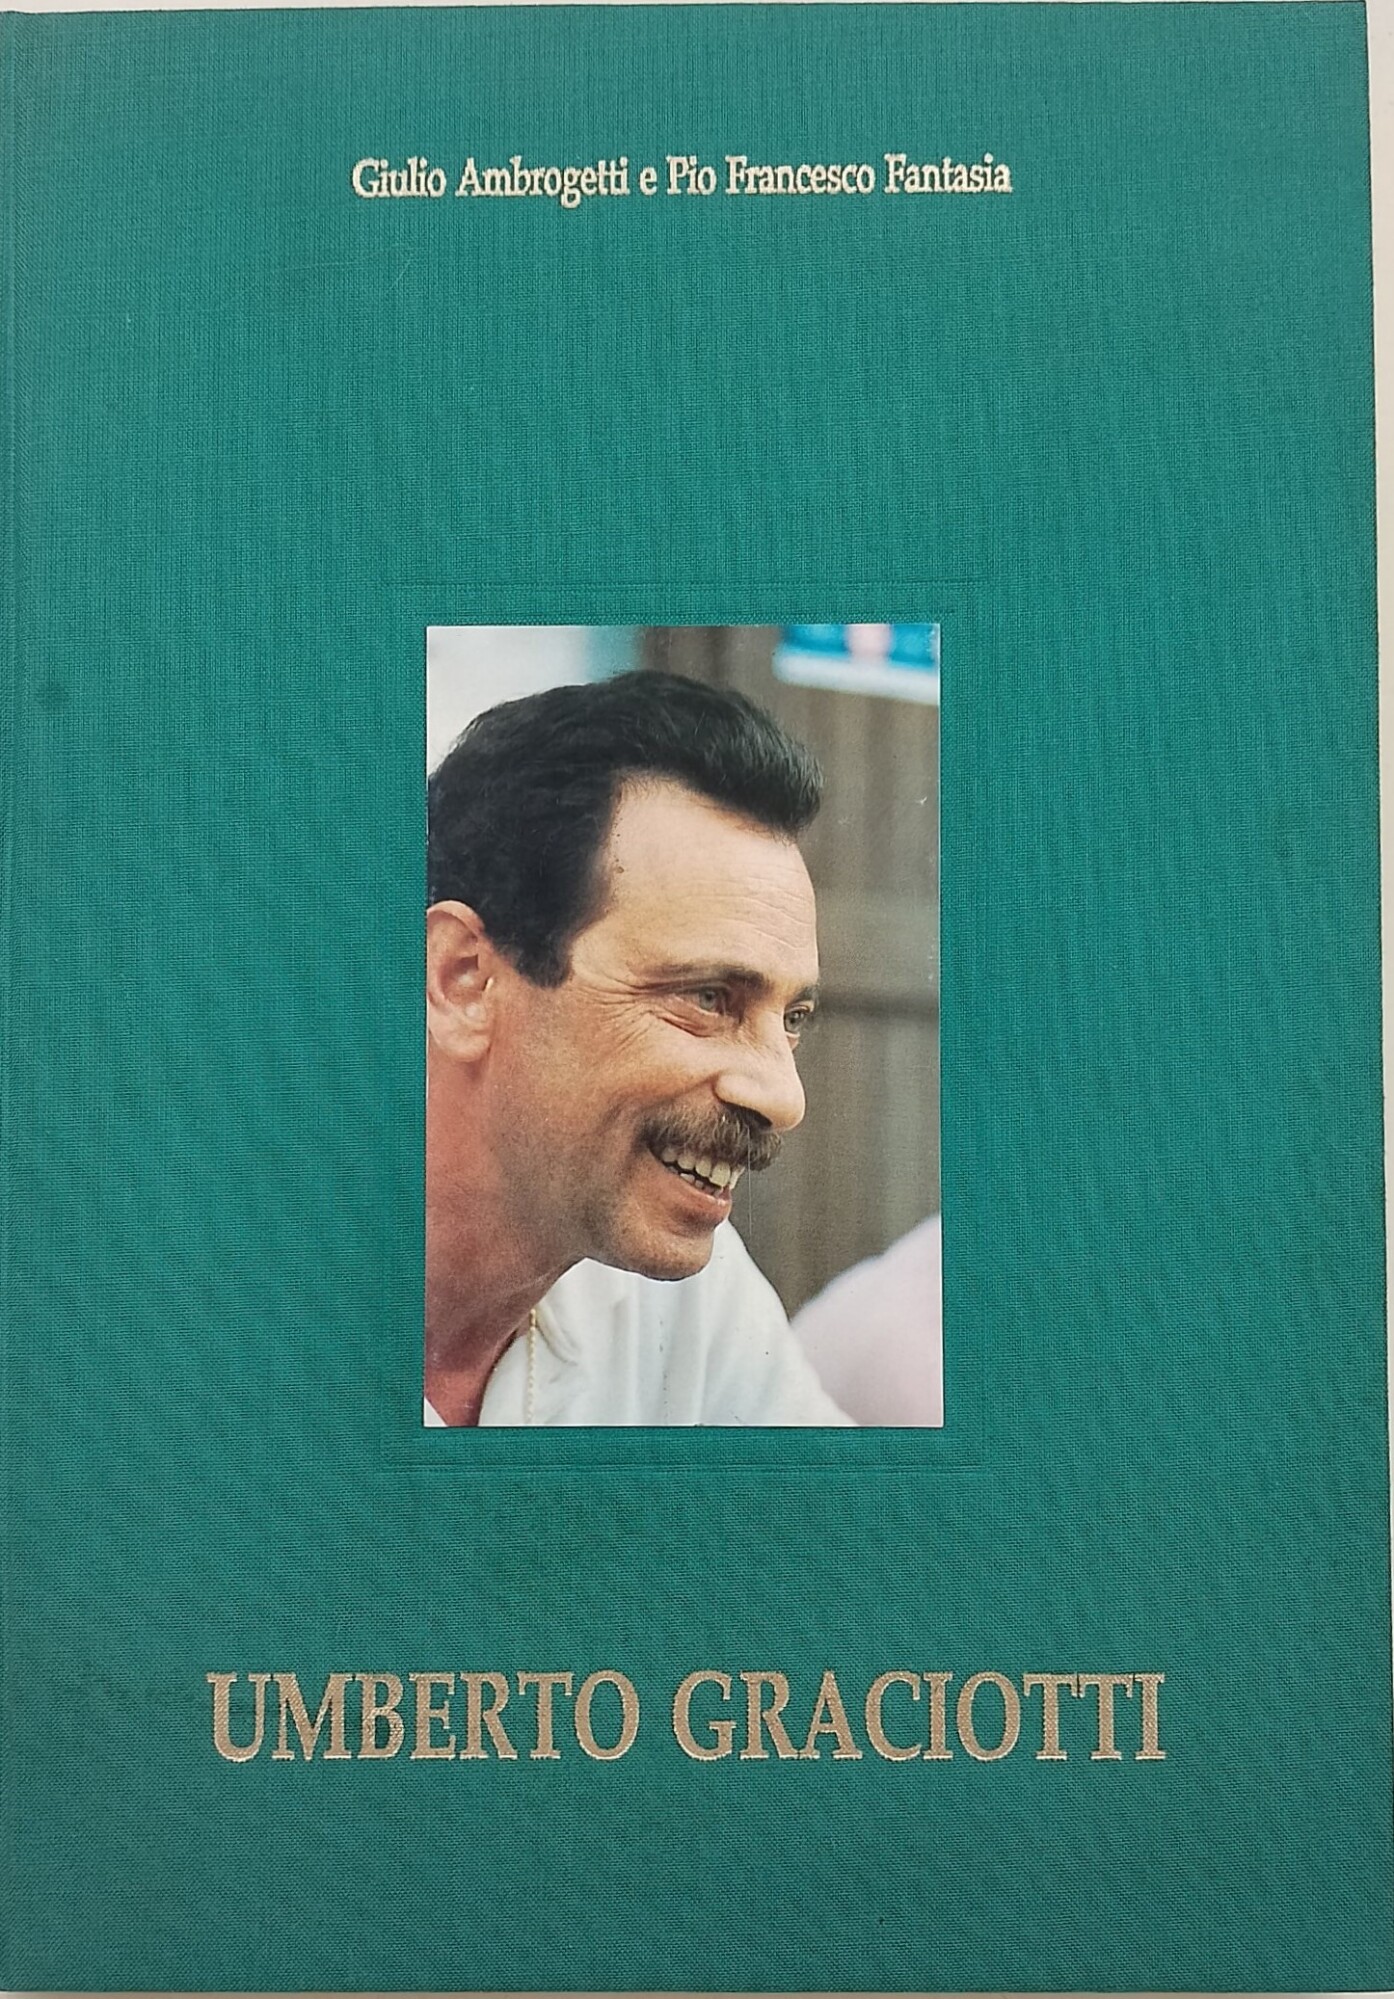 Giulio Ambrogetti e Pio Francesco Fantasia
UMBERTO GRACIOTTI